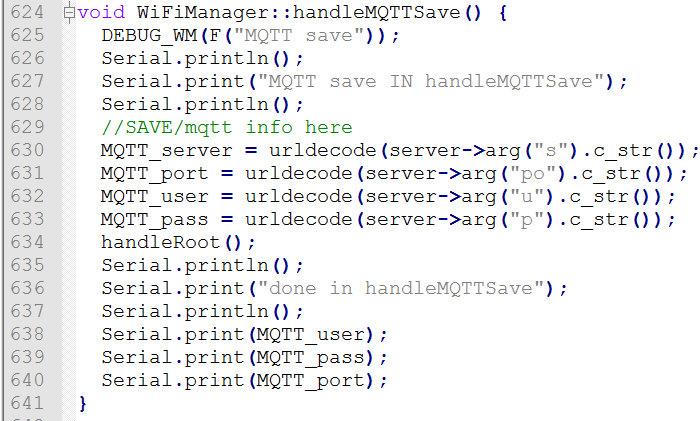 624 void WiFiManager::handleMQTTSave() {
625 DEBUG_WM(F("MQTT save"));
626 Serial.println();
627 Serial.print("MQTT save IN handleMQTTSave");
628 Serial.println();
629 //SAVE/mqtt info here
630 MQTT_server = urldecode(server->arg("s").c_str());
631 MQTT_port = urldecode(server->arg("po").c_str());
632 MQTT_user = urldecode(server->arg("u").c_str());
633 MQTT_pass = urldecode(server->arg("p").c_str());
634 handleRoot();
635 Serial.println();
636 Serial.print("done in handleMQTTSave");
637 Serial.println();
638 Serial.print(MQTT_user);
639 Serial.print(MQTT_pass);
640 Serial.print(MQTT_port);
641 }